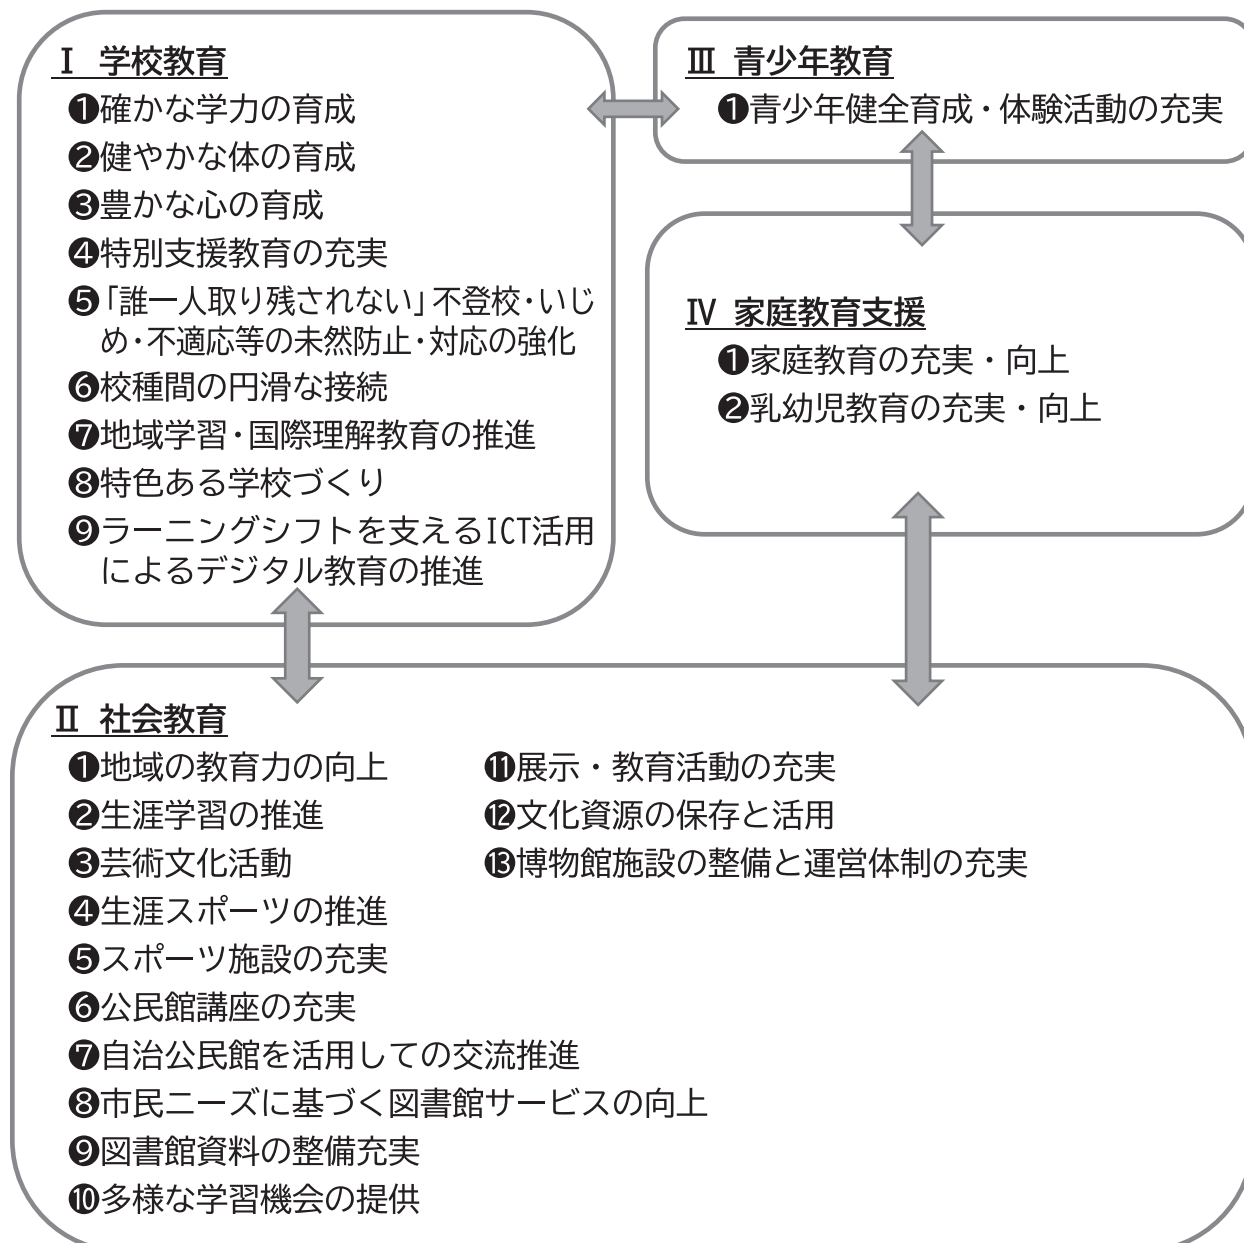 Ⅰ 学校教育
❶確かな学力の育成
❷健やかな体の育成
❸豊かな心の育成
❹特別支援教育の充実
❺「誰一人取り残されない」不登校・いじ
め・不適応等の未然防止・対応の強化
❻校種間の円滑な接続
❼地域学習・国際理解教育の推進
❽特色ある学校づくり
❾ラーニングシフトを支えるICT活用
によるデジタル教育の推進
Ⅲ 青少年教育
❶青少年健全育成・体験活動の充実
Ⅳ 家庭教育支援
❶家庭教育の充実・向上
❷乳幼児教育の充実・向上
Ⅱ 社会教育
❶地域の教育力の向上
❷生涯学習の推進
❸芸術文化活動
❹生涯スポーツの推進
❺スポーツ施設の充実
❻公民館講座の充実
❼自治公民館を活用しての交流推進
❽市民ニーズに基づく図書館サービスの向上
❾図書館資料の整備充実
❿多様な学習機会の提供
⓫展示・教育活動の充実
⓬文化資源の保存と活用
⓭博物館施設の整備と運営体制の充実